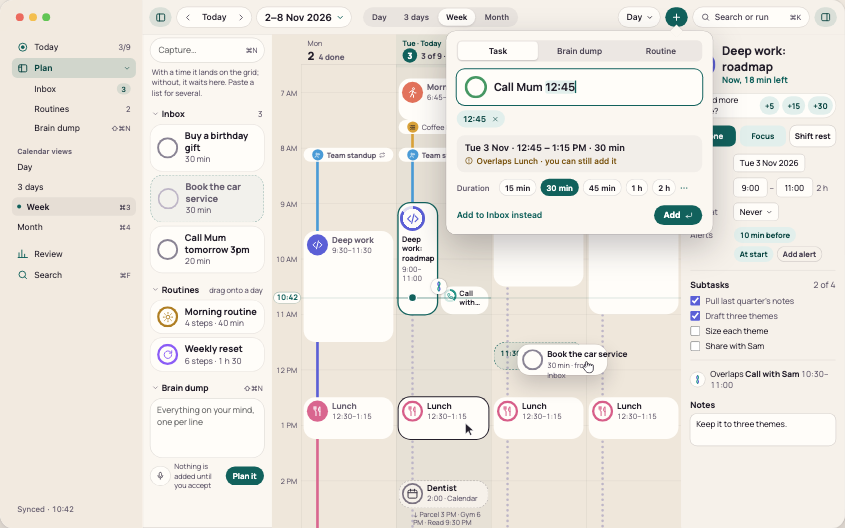 Today
3/9
Plan
Inbox
3
Routines
2
Brain dump
⇧⌘N
Calendar views
Day
3 days
Week
⌘3
Month
⌘4
Review
Search
⌘F
Synced · 10:42
Capture...
⌘N
With a time it lands on the grid;
without, it waits here. Paste a
list for several.
Inbox
3
Buy a birthday
gift
30 min
Book the car
service
30 min
Call Mum
tomorrow 3pm
20 min
Routines
drag onto a day
Morning routine
4 steps · 40 min
Weekly reset
6 steps · 1 h 30
Brain dump
⇧⌘N
Everything on your mind,
one per line
Nothing is
added until
you accept
Plan it
Today
2–8 Nov 2026
Day
3 days
Week
Month
Day
Search or run
⌘K
Mon
2 4 done
Tue · Today
3 3 of 9
7 AM
8 AM
9 AM
10 AM
10:42
11 AM
12 PM
1 PM
2 PM
Team standup
Deep work
9:30–11:30
Lunch
12:30–1:15
6:45–
Coffee
Deep
work:
roadmap
9:00–
11:00
Call
with...
Lunch
12:30–1:15
Dentist
2:00 · Calendar
Parcel 3 PM · Gym 6
PM · Read 9:30 PM
Book the car service
30 min · from
Inbox
Lunch
12:30–1:15
Lunch
12:30–1:15
Task
Brain dump
Routine
Call Mum 12:45
12:45 ×
Tue 3 Nov · 12:45 – 1:15 PM · 30 min
Overlaps Lunch · you can still add it
Duration
15 min
30 min
45 min
1 h
2 h
···
Add to Inbox instead
Add
Deep work:
roadmap
Now, 18 min left
more
+5
+15
+30
Focus
Shift rest
Tue 3 Nov 2026
9:00 – 11:00 2 h
Never
Alerts
10 min before
At start
Add alert
Subtasks
2 of 4
Pull last quarter's notes
Draft three themes
Size each theme
Share with Sam
Overlaps Call with Sam 10:30–
11:00
Notes
Keep it to three themes.